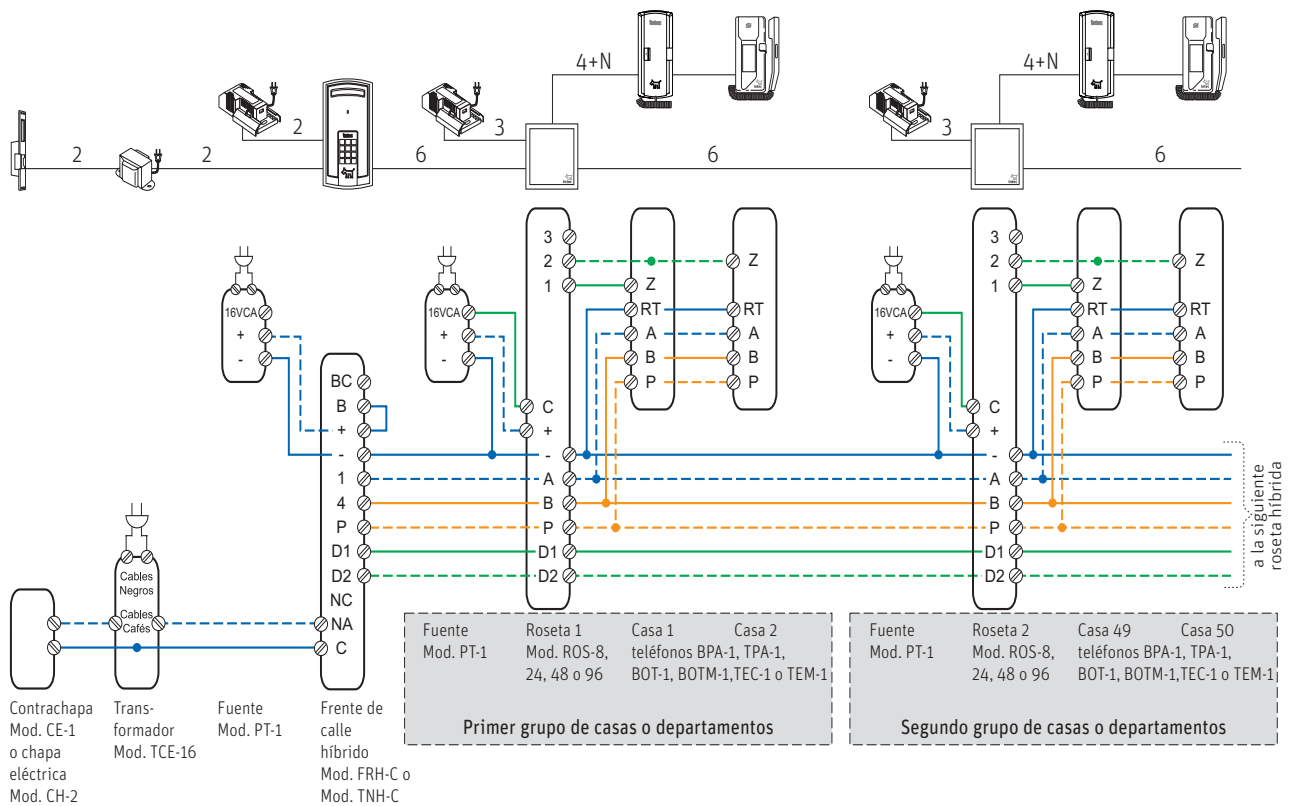 4+N
4+N
2
2
2
6
3
6
3
6
16VCA
+
-
BC
B
+
-
1
4
P
D1
D2
NC
NA
C
Cables
Negros
Cables
Cafés
16VCA
+
-
3
2
1
C
+
-
A
B
P
D1
D2
Z
RT
A
B
P
Z
RT
A
B
P
16VCA
+
-
3
2
1
C
+
-
A
B
P
D1
D2
Z
RT
A
B
P
Z
RT
A
B
P
a la siguiente
roseta híbrida
Contrachapa
Mod. CE-1
o chapa
eléctrica
Mod. CH-2
Trans-
formador
Mod. TCE-16
Fuente
Mod. PT-1
Frente de
calle
híbrido
Mod. FRH-C o
Mod. TNH-C
Fuente
Mod. PT-1
Roseta 1
Mod. ROS-8,
24, 48 o 96
Casa 1 Casa 2
teléfonos BPA-1, TPA-1,
BOT-1, BOTM-1,TEC-1 o TEM-1
Primer grupo de casas o departamentos
Fuente
Mod. PT-1
Roseta 2
Mod. ROS-8,
24, 48 o 96
Casa 49 Casa 50
teléfonos BPA-1, TPA-1,
BOT-1, BOTM-1,TEC-1 o TEM-1
Segundo grupo de casas o departamentos